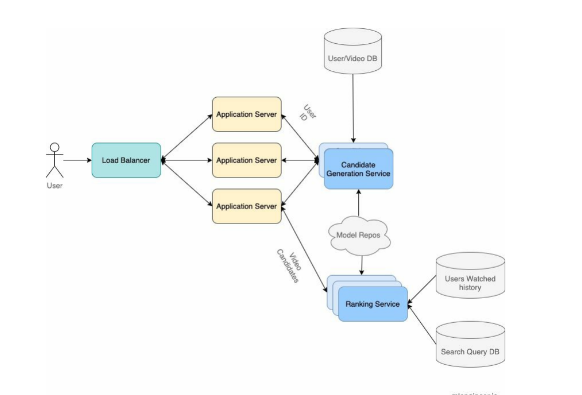 User/Video DB
Application Server
User
ID
Load Balancer
Application Server
Candidate
Generation Service
User
Application Server
Model Repos
Video
Candidates
Users Watched
history
Ranking Service
Search Query DB